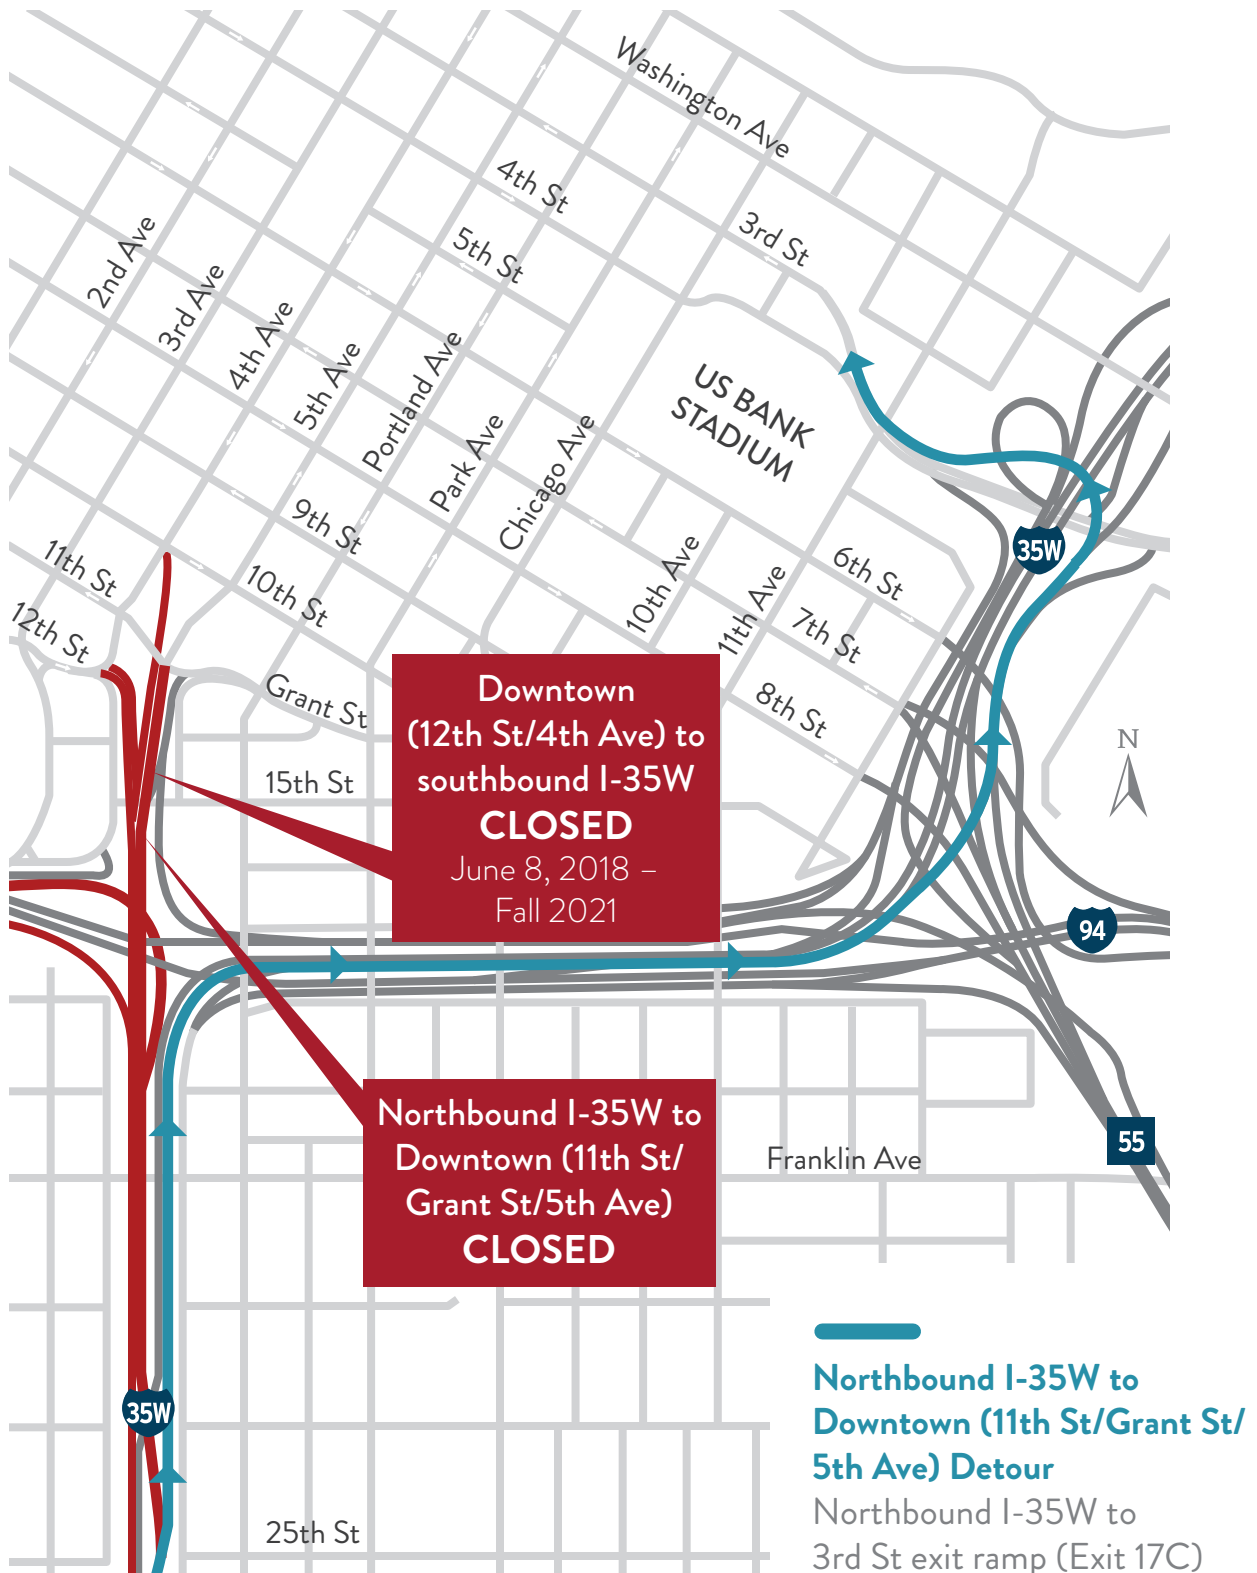 Washington Ave
4th St
3rd St
5th St
2nd Ave
3rd Ave
4th Ave
5th Ave
Portland Ave
Park Ave
Chicago Ave
US BANK
STADIUM
9th St
10th St
11th St
12th St
10th Ave
11th Ave
6th St
7th St
8th St
35W
Grant St
15th St
N
Downtown
(12th St/4th Ave) to
southbound I-35W
CLOSED
June 8, 2018 –
Fall 2021
94
Northbound I-35W to
Downtown (11th St/
Grant St/5th Ave)
CLOSED
55
Franklin Ave
35W
25th St
Northbound I-35W to
Downtown (11th St/Grant St/
5th Ave) Detour
Northbound I-35W to
3rd St exit ramp (Exit 17C)